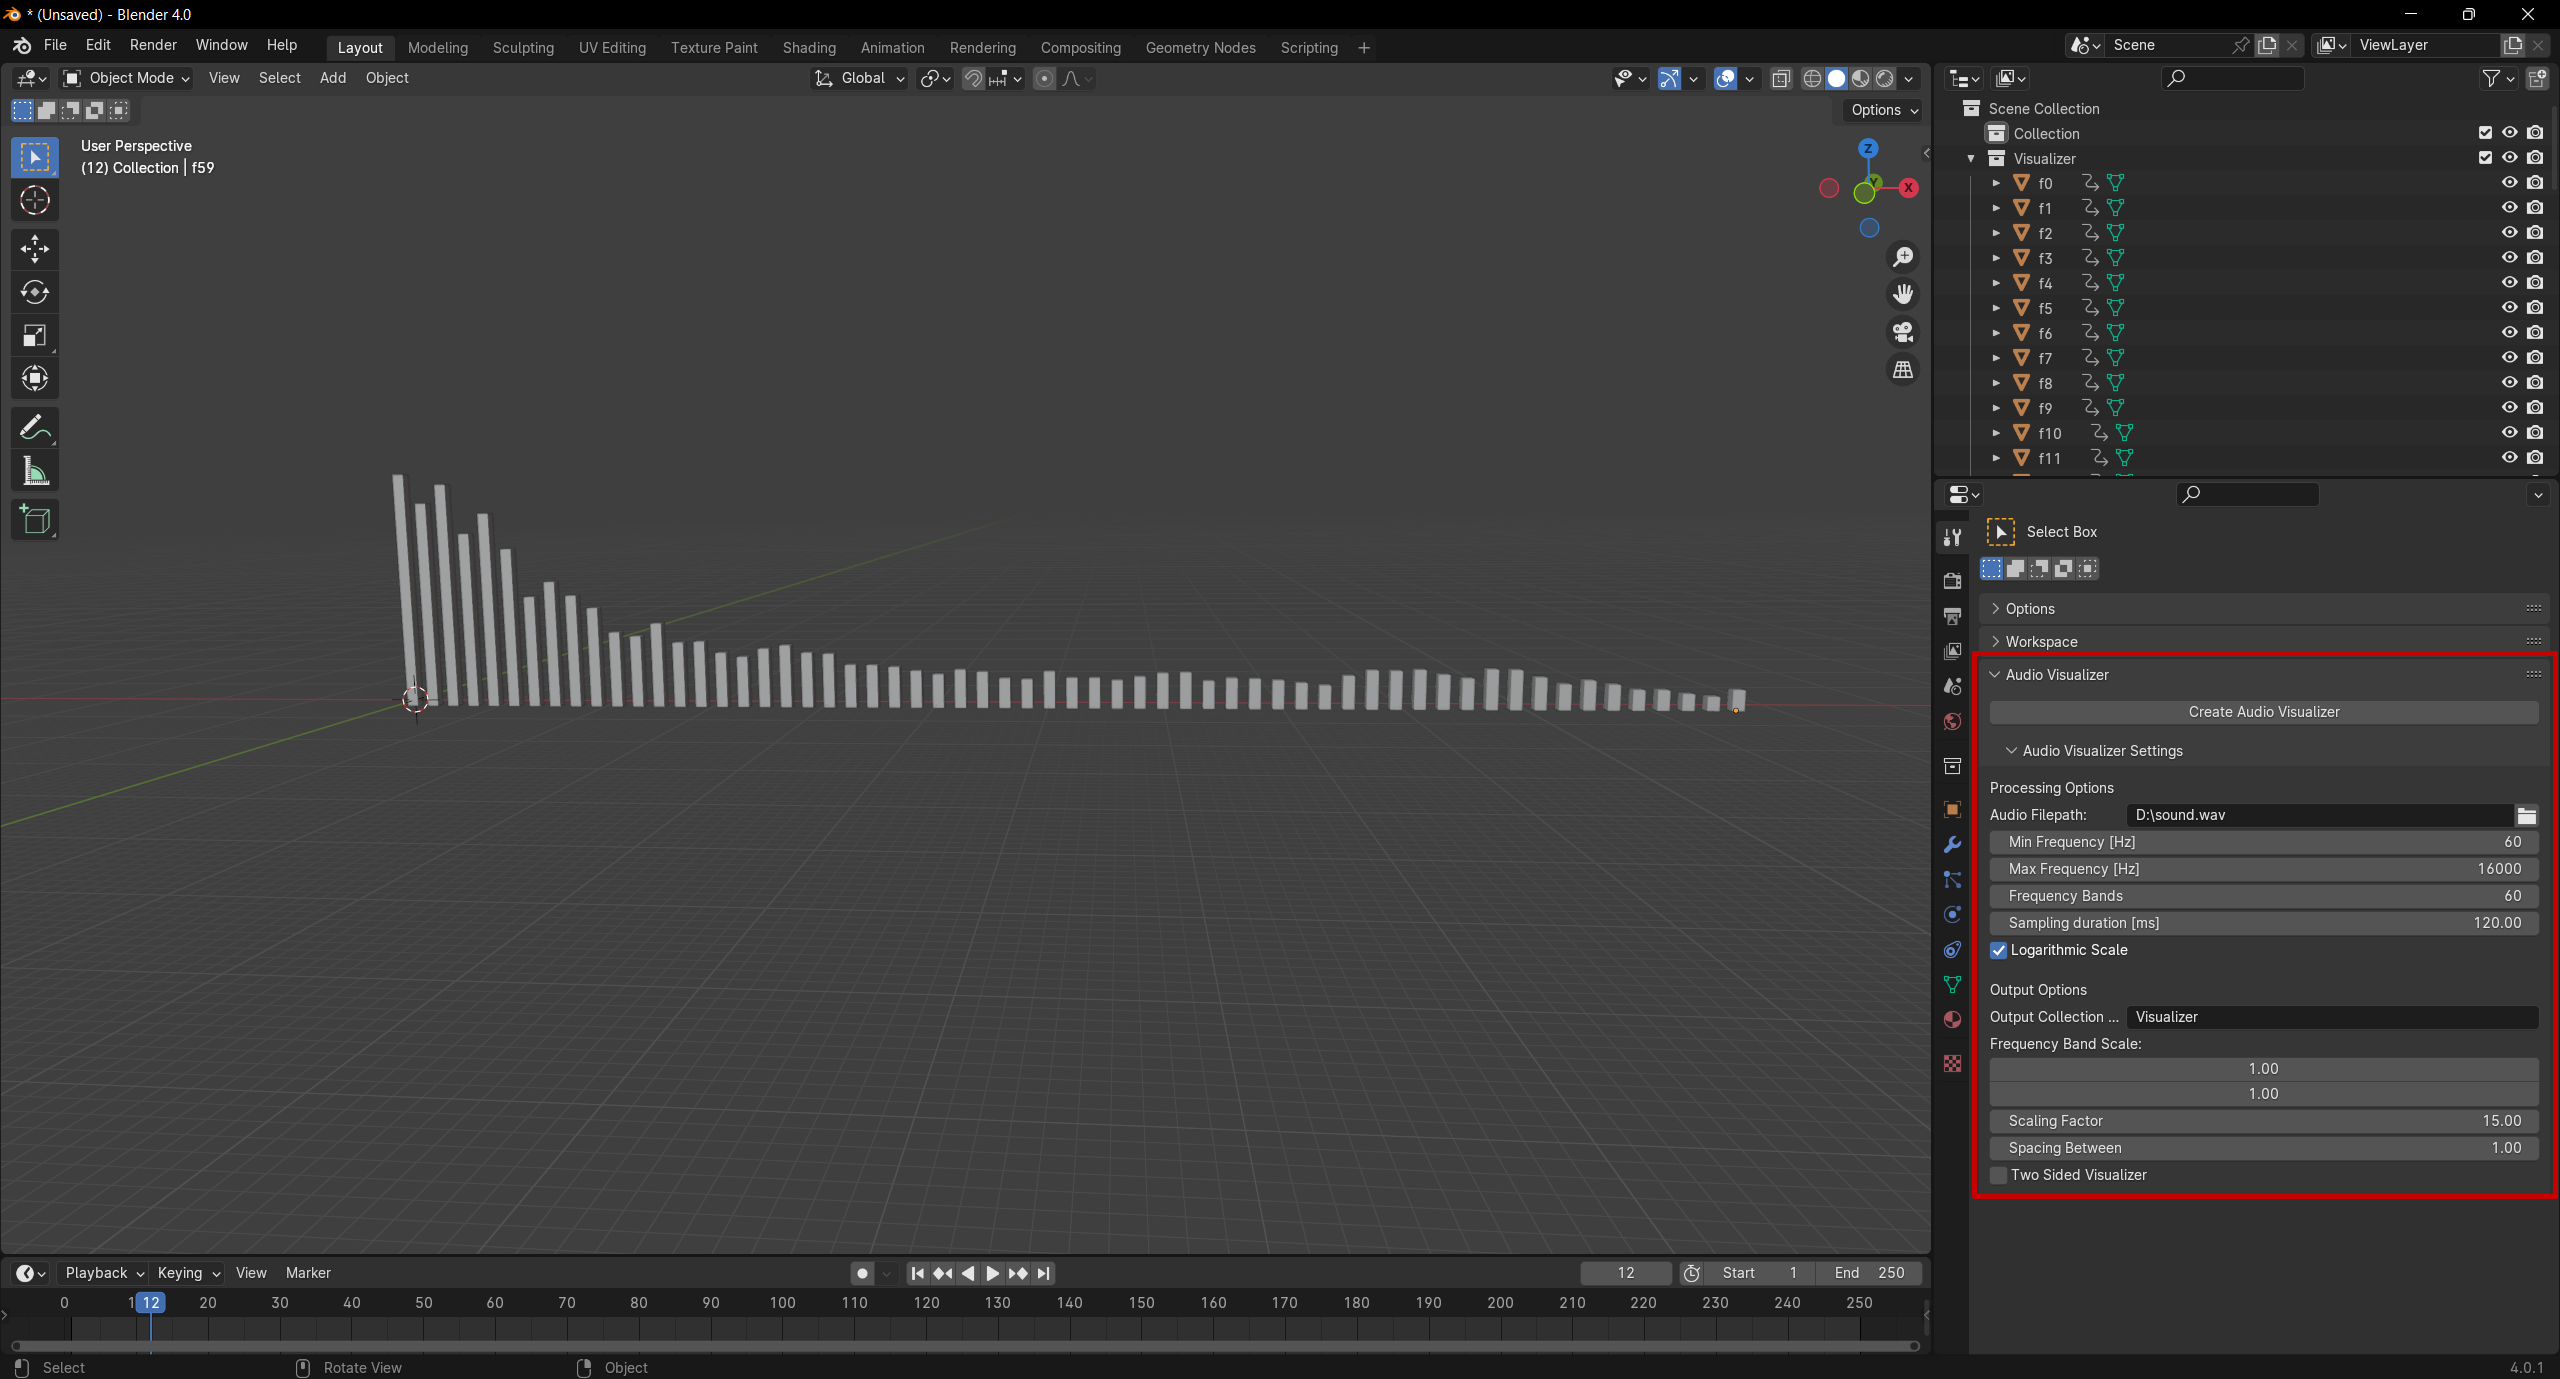 * (Unsaved) - Blender 4.0
File Edit Render Window Help
Layout Modeling Sculpting UV Editing Texture Paint Shading Animation Rendering Compositing Geometry Nodes Scripting +
Scene
ViewLayer
Object Mode View Select Add Object
Global
Options
User Perspective
(12) Collection | f59
Z
Y
X
Scene Collection
Collection
Visualizer
f0
f1
f2
f3
f4
f5
f6
f7
f8
f9
f10
f11
Select Box
Options
Workspace
Audio Visualizer
Create Audio Visualizer
Audio Visualizer Settings
Processing Options
Audio Filepath: D:\sound.wav
Min Frequency [Hz] 60
Max Frequency [Hz] 16000
Frequency Bands 60
Sampling duration [ms] 120.00
Logarithmic Scale
Output Options
Output Collection ... Visualizer
Frequency Band Scale:
1.00
1.00
Scaling Factor 15.00
Spacing Between 1.00
Two Sided Visualizer
Playback Keying View Marker
12
Start 1
End 250
0 12 20 30 40 50 60 70 80 90 100 110 120 130 140 150 160 170 180 190 200 210 220 230 240 250
Select
Rotate View
Object
4.0.1